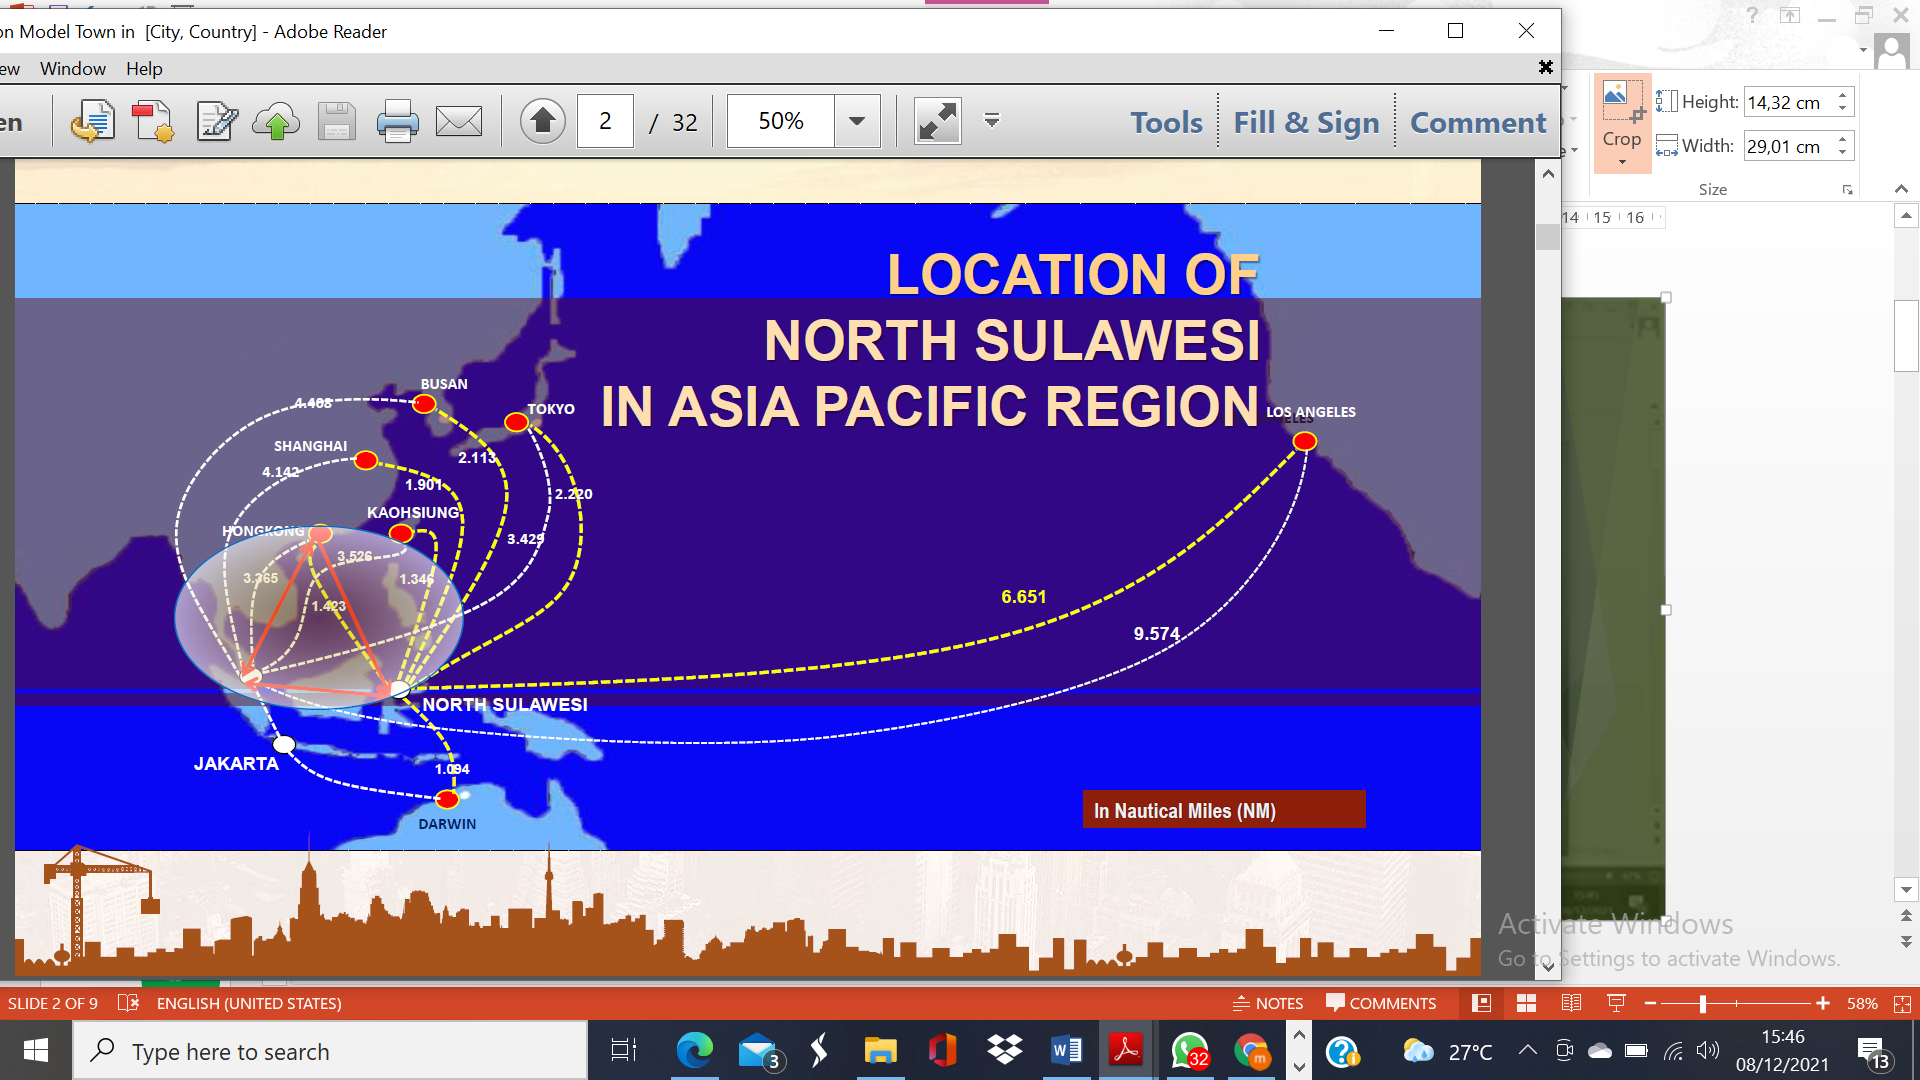 on Model Town in [City, Country] - Adobe Reader
ew Window Help
en
2 / 32
50%
Tools
Fill & Sign
Comment
Crop
Height: 14,32 cm
Width: 29,01 cm
Size
14 15 16
LOCATION OF
NORTH SULAWESI
IN ASIA PACIFIC REGION
BUSAN
4.408
TOKYO
LOS ANGELES
SHANGHAI
2.113
4.142
1.901
2.220
KAOHSIUNG
HONGKONG
3.429
3.526
3.365
1.346
1.423
6.651
9.574
NORTH SULAWESI
JAKARTA
1.094
In Nautical Miles (NM)
DARWIN
Activate Windows
Go to Settings to activate Windows.
SLIDE 2 OF 9 ENGLISH (UNITED STATES) NOTES COMMENTS 58%
Type here to search
3
32
m
27°C
15:46
08/12/2021
13